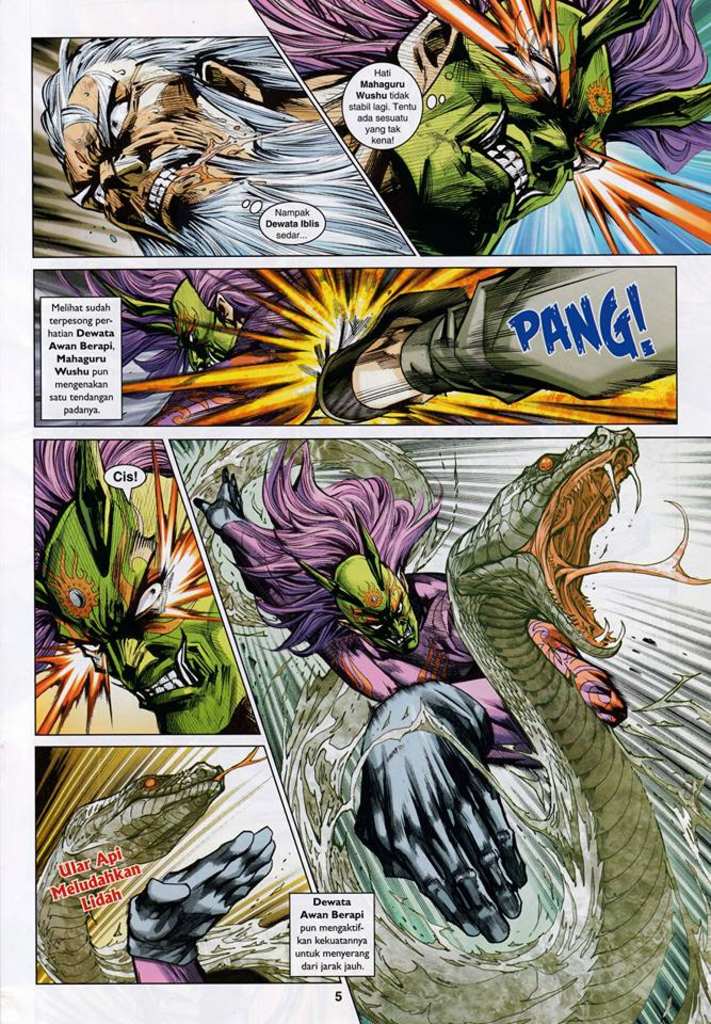 Hati
Mahaguru
Wushu tidak
stabil lagi. Tentu
ada sesuatu
yang tak
kena!
Nampak
Dewata Iblis
sedar...
Melihat sudah
terpesong per-
hatian Dewata
Awan Berapi,
Mahaguru
Wushu pun
mengenakan
satu tendangan
padanya.
PANG!
Cis!
Ular Api
Meludahkan
Lidah
Dewata
Awan Berapi
pun mengaktif-
kan kekuatannya
untuk menyerang
dari jarak jauh.
5